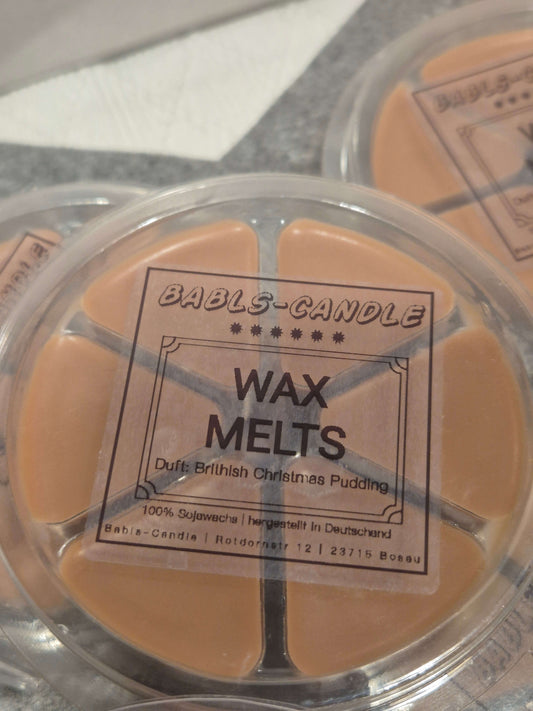 BABLS-CANDLE
WAX
MELTS
Duft: Brithish Christmas Pudding
100% Sojawachs | hergestellt in Deutschand
Babls-Candle | Rotdornstr 12 | 23715 Bosau
BABLS-C
W